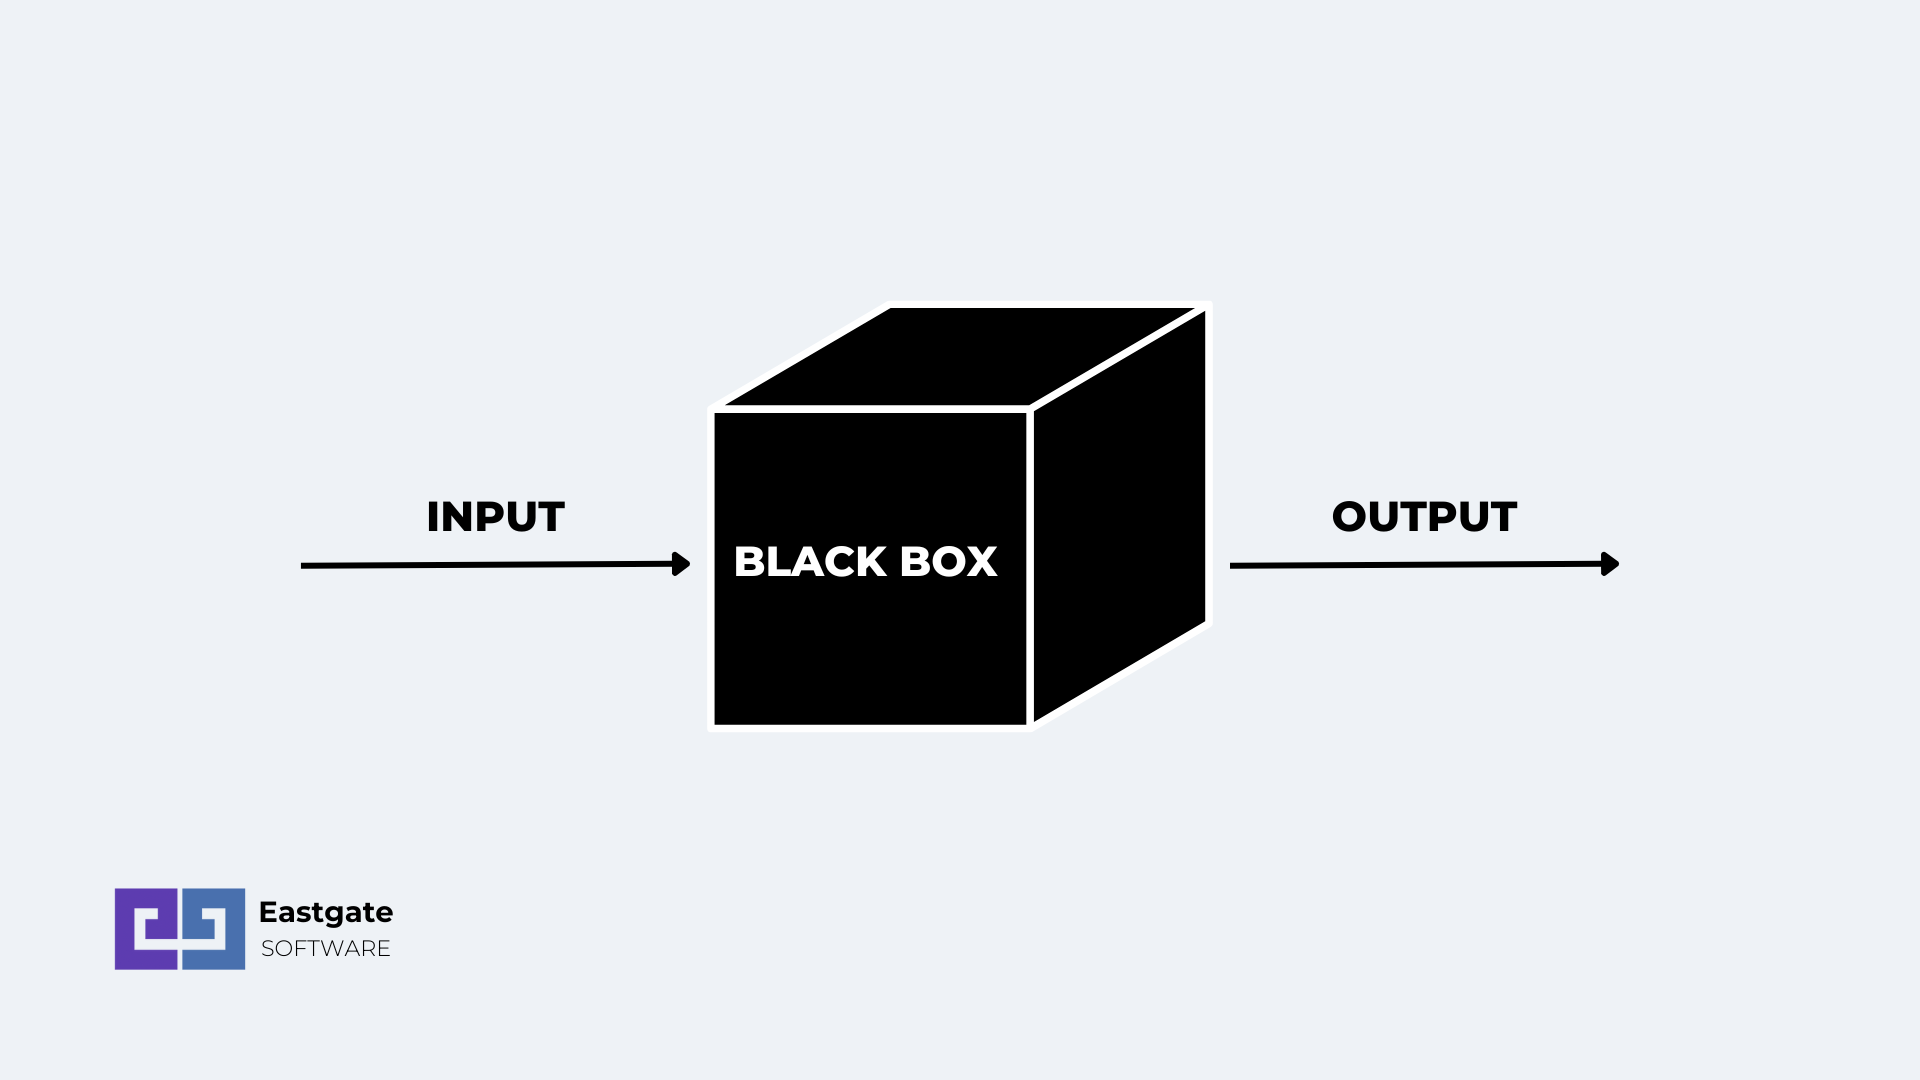 INPUT
BLACK BOX
OUTPUT
Eastgate
SOFTWARE